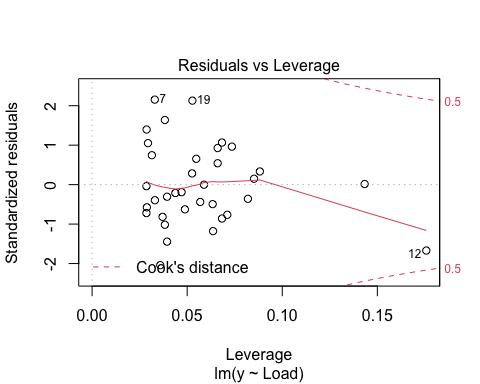 Residuals vs Leverage
Standardized residuals
2
1
0
-1
-2
7
19
12
0.5
0.5
Cook's distance
0.00
0.05
0.10
0.15
Leverage
lm(y ~ Load)